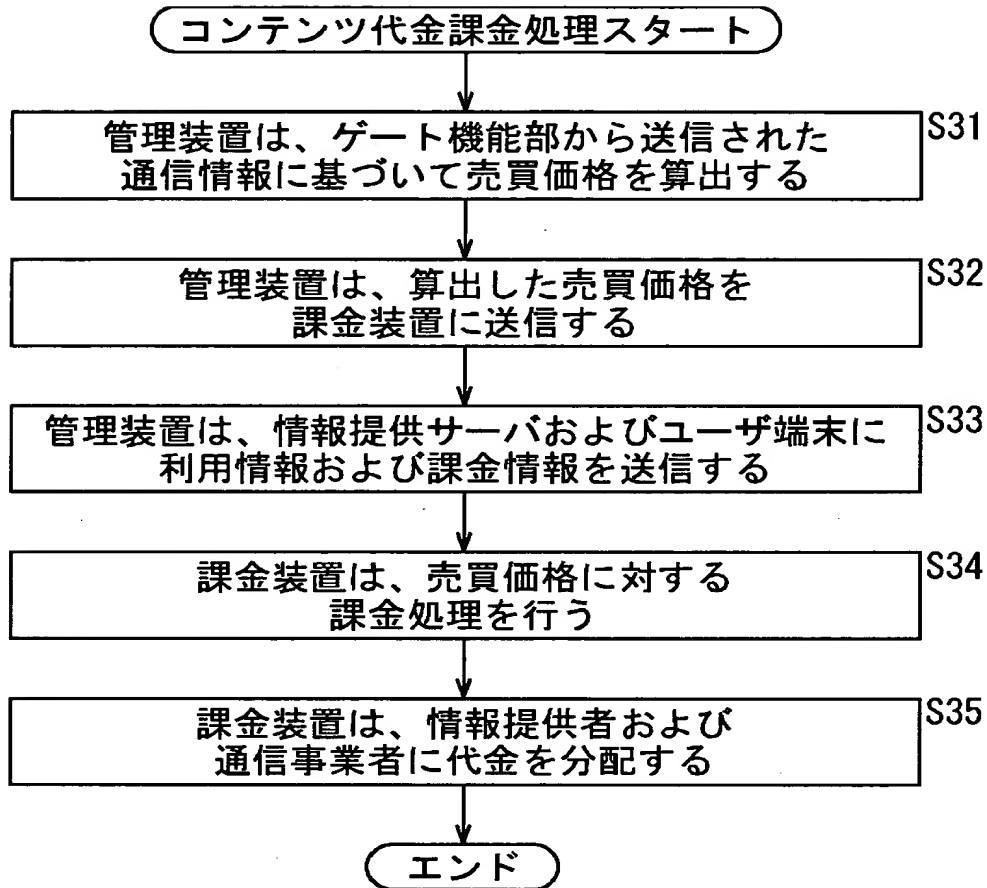 コンテンツ代金課金処理スタート
S31
管理装置は、ゲート機能部から送信された
通信情報に基づいて売買価格を算出する
S32
管理装置は、算出した売買価格を
課金装置に送信する
S33
管理装置は、情報提供サーバおよびユーザ端末に
利用情報および課金情報を送信する
S34
課金装置は、売買価格に対する
課金処理を行う
S35
課金装置は、情報提供者および
通信事業者に代金を分配する
エンド